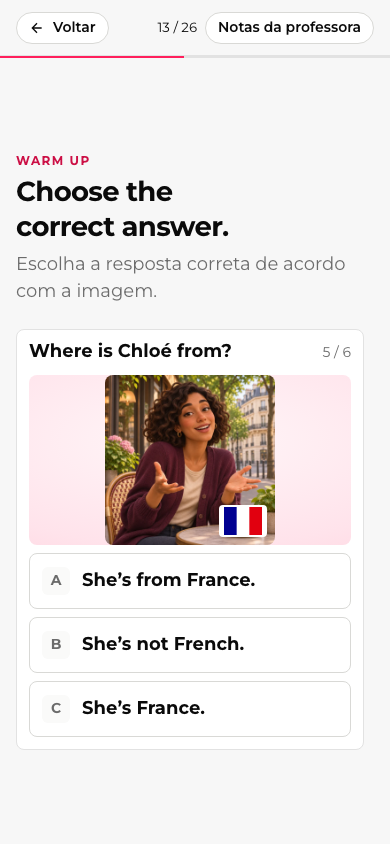 Voltar
13 / 26
Notas da professora
WARM UP
Choose the
correct answer.
Escolha a resposta correta de acordo
com a imagem.
Where is Chloé from?
5 / 6
A
She’s from France.
B
She’s not French.
C
She’s France.